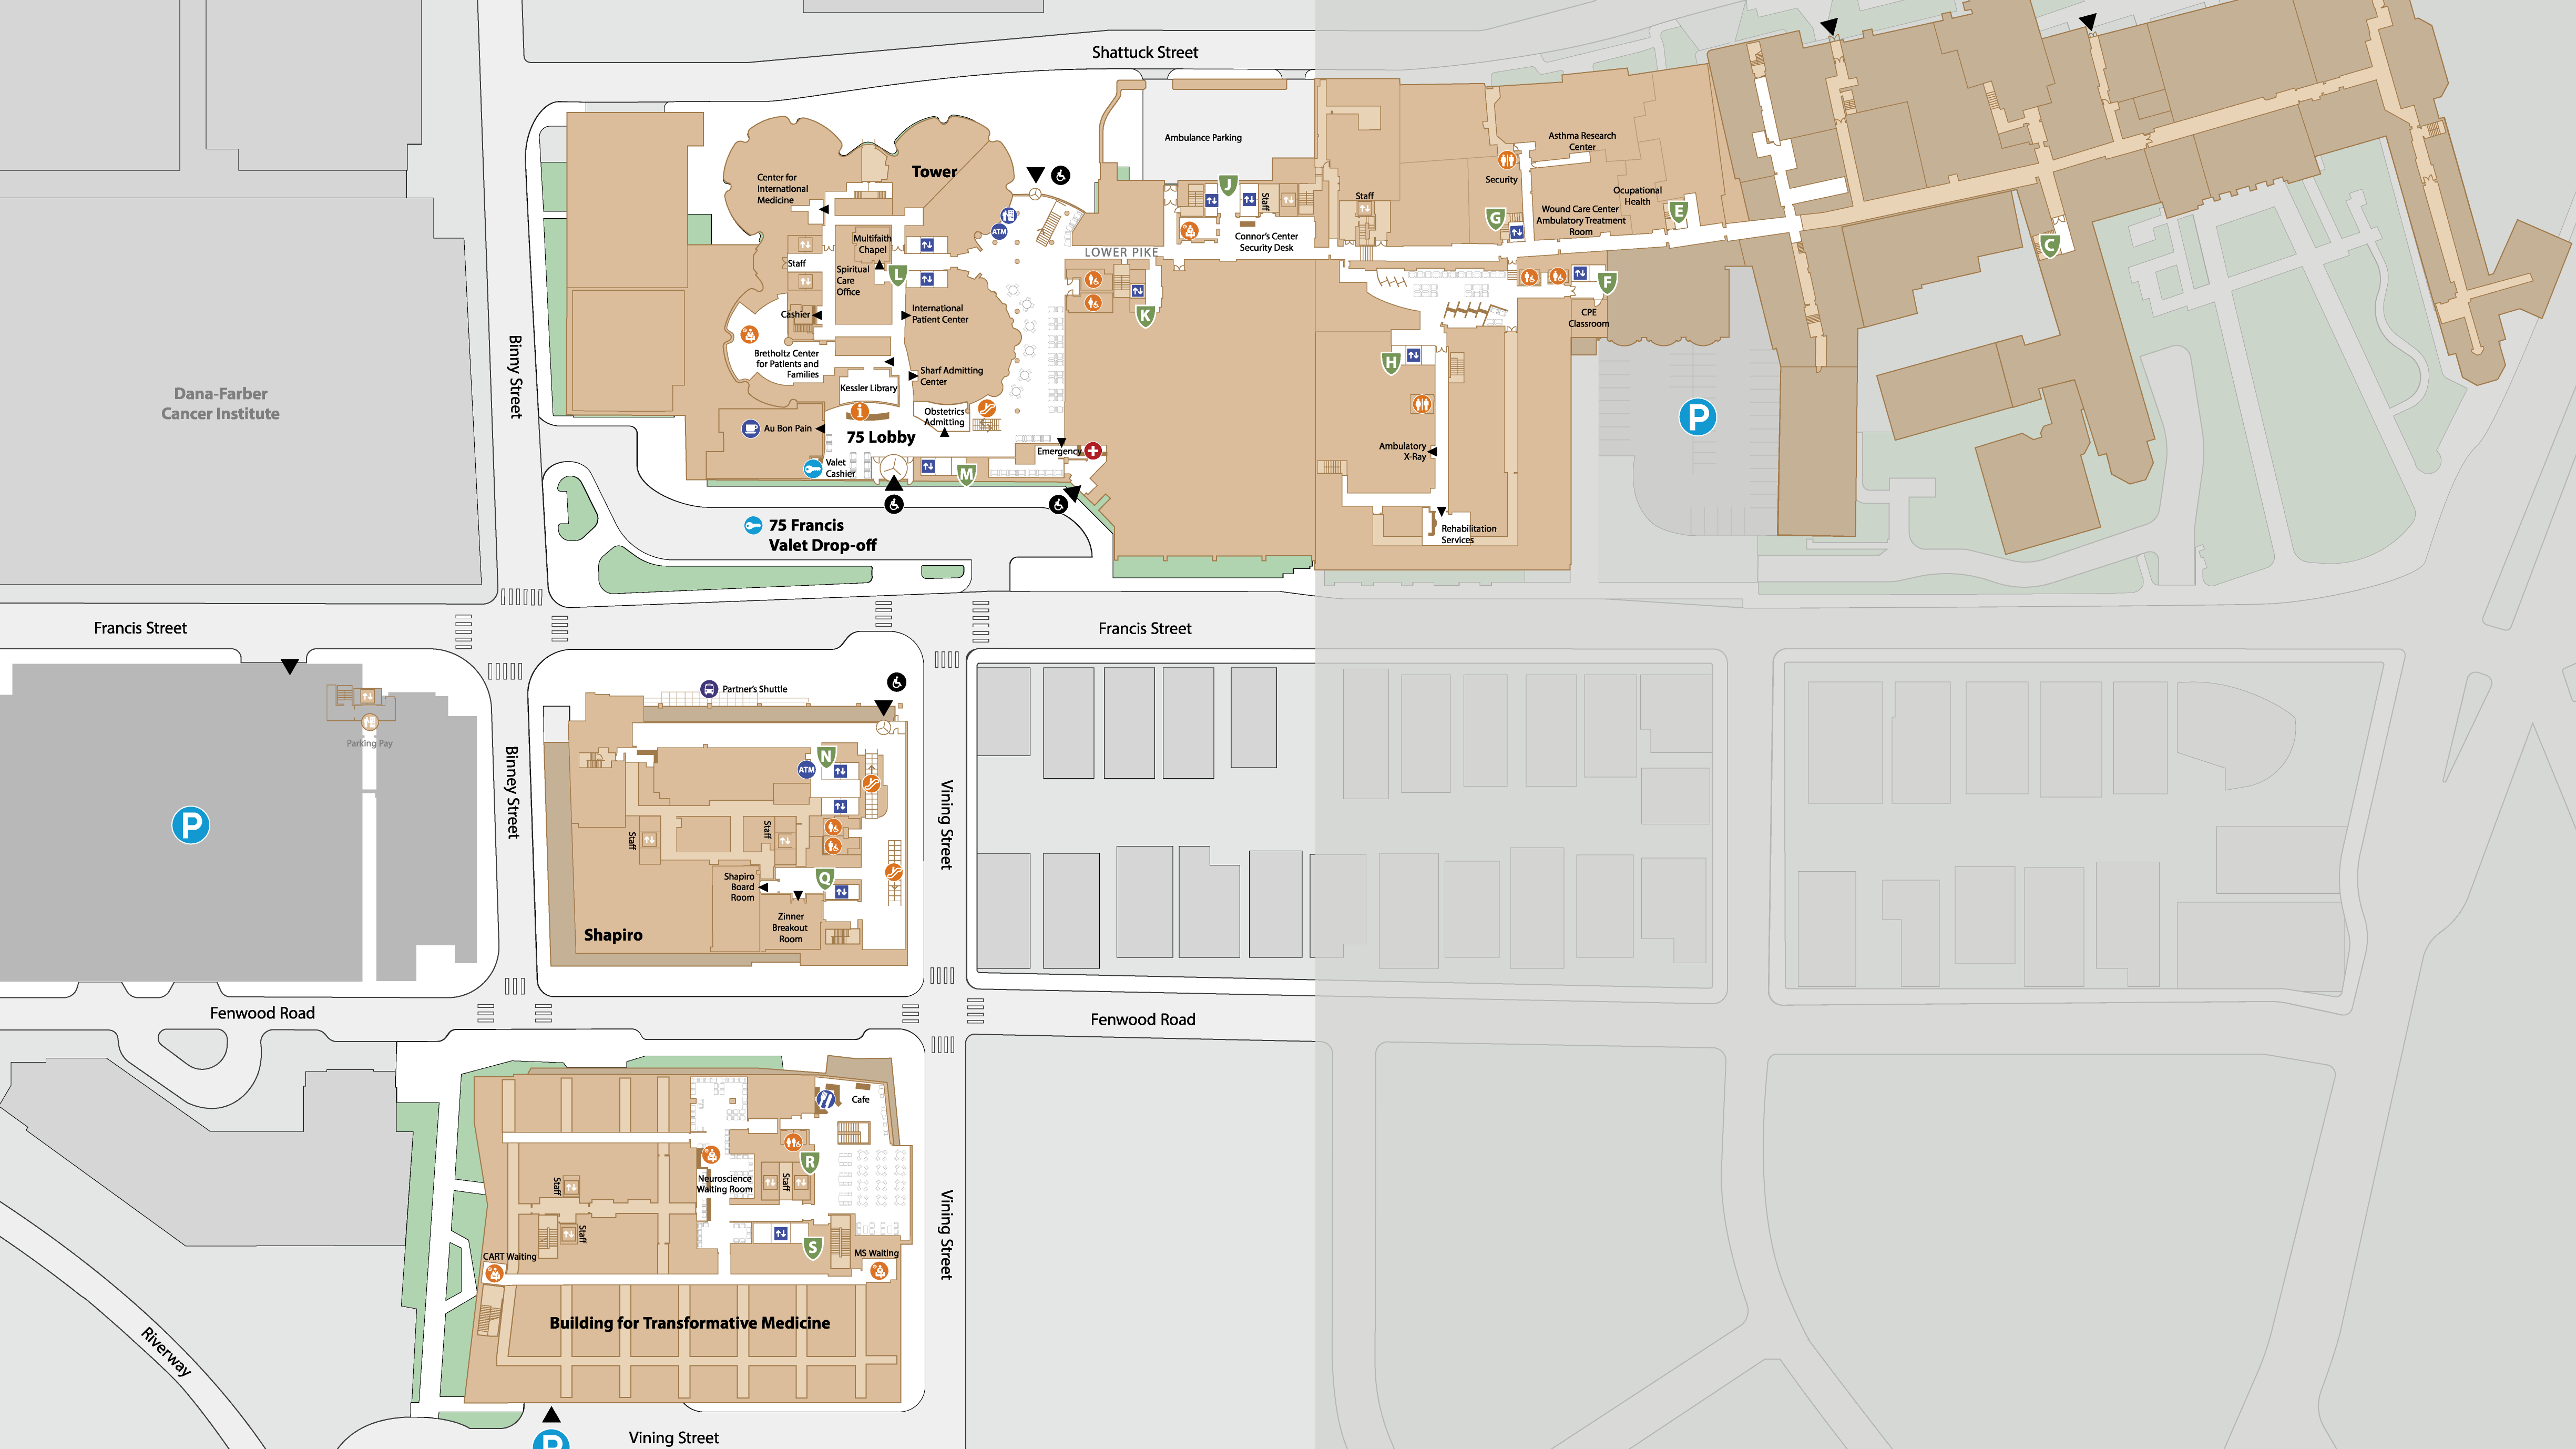 Shattuck Street
Ambulance Parking
Tower
Center for
International
Medicine
ATM
Multifaith
Chapel
Staff
L
Spiritual
Care
Office
International
Patient Center
Cashier
Bretholtz Center
for Patients and
Families
Kessler Library
Sharf Admitting
Center
i
Obstetrics
Admitting
Au Bon Pain
75 Lobby
Valet
Cashier
M
Emergency
75 Francis
Valet Drop-off
J
Staff
Connor's Center
Security Desk
LOWER PIKE
K
Staff
Asthma Research
Center
Security
G
Ocupational
Health
E
Wound Care Center
Ambulatory Treatment
Room
C
F
CPE
Classroom
H
Ambulatory
X-Ray
Rehabilitation
Services
P
Dana-Farber
Cancer Institute
Binny Street
Francis Street
Francis Street
Parking Pay
P
Binney Street
Partner's Shuttle
N
ATM
Staff
Staff
Q
Shapiro
Board
Room
Zinner
Breakout
Room
Shapiro
Vining Street
Fenwood Road
Fenwood Road
Cafe
R
Neuroscience
Waiting Room
Staff
Staff
Staff
S
CART Waiting
MS Waiting
Building for Transformative Medicine
Vining Street
Riverway
Vining Street
P